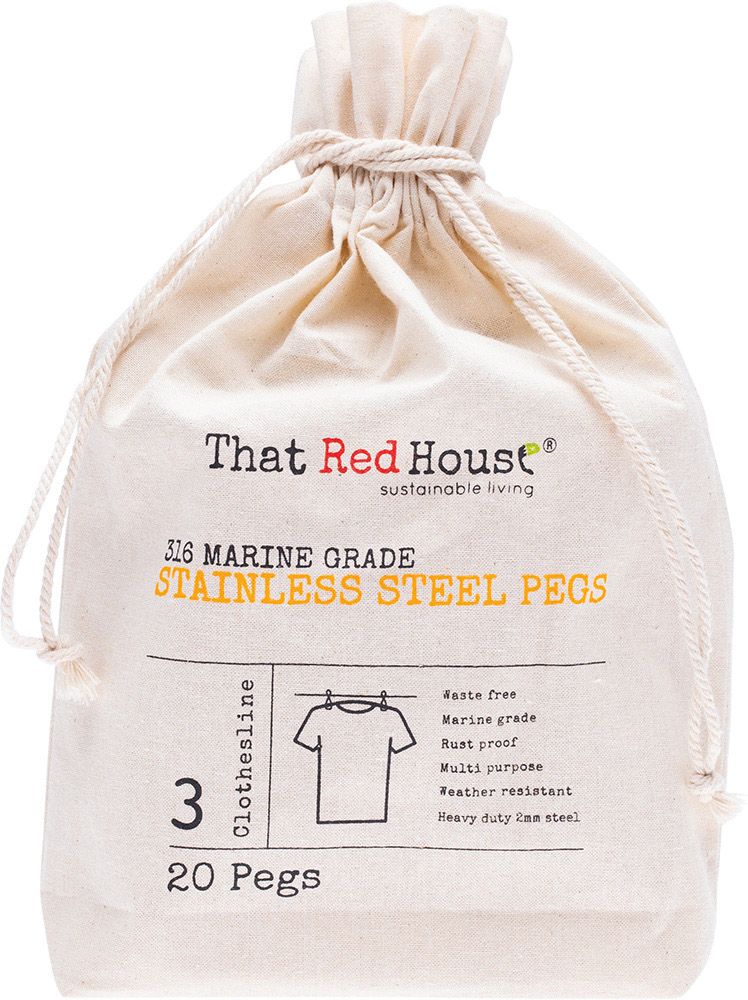 That Red House®
sustainable living
316 MARINE GRADE
STAINLESS STEEL PEGS
3
Clothesline
Waste free
Marine grade
Rust proof
Multi purpose
Weather resistant
Heavy duty 2mm steel
20 Pegs